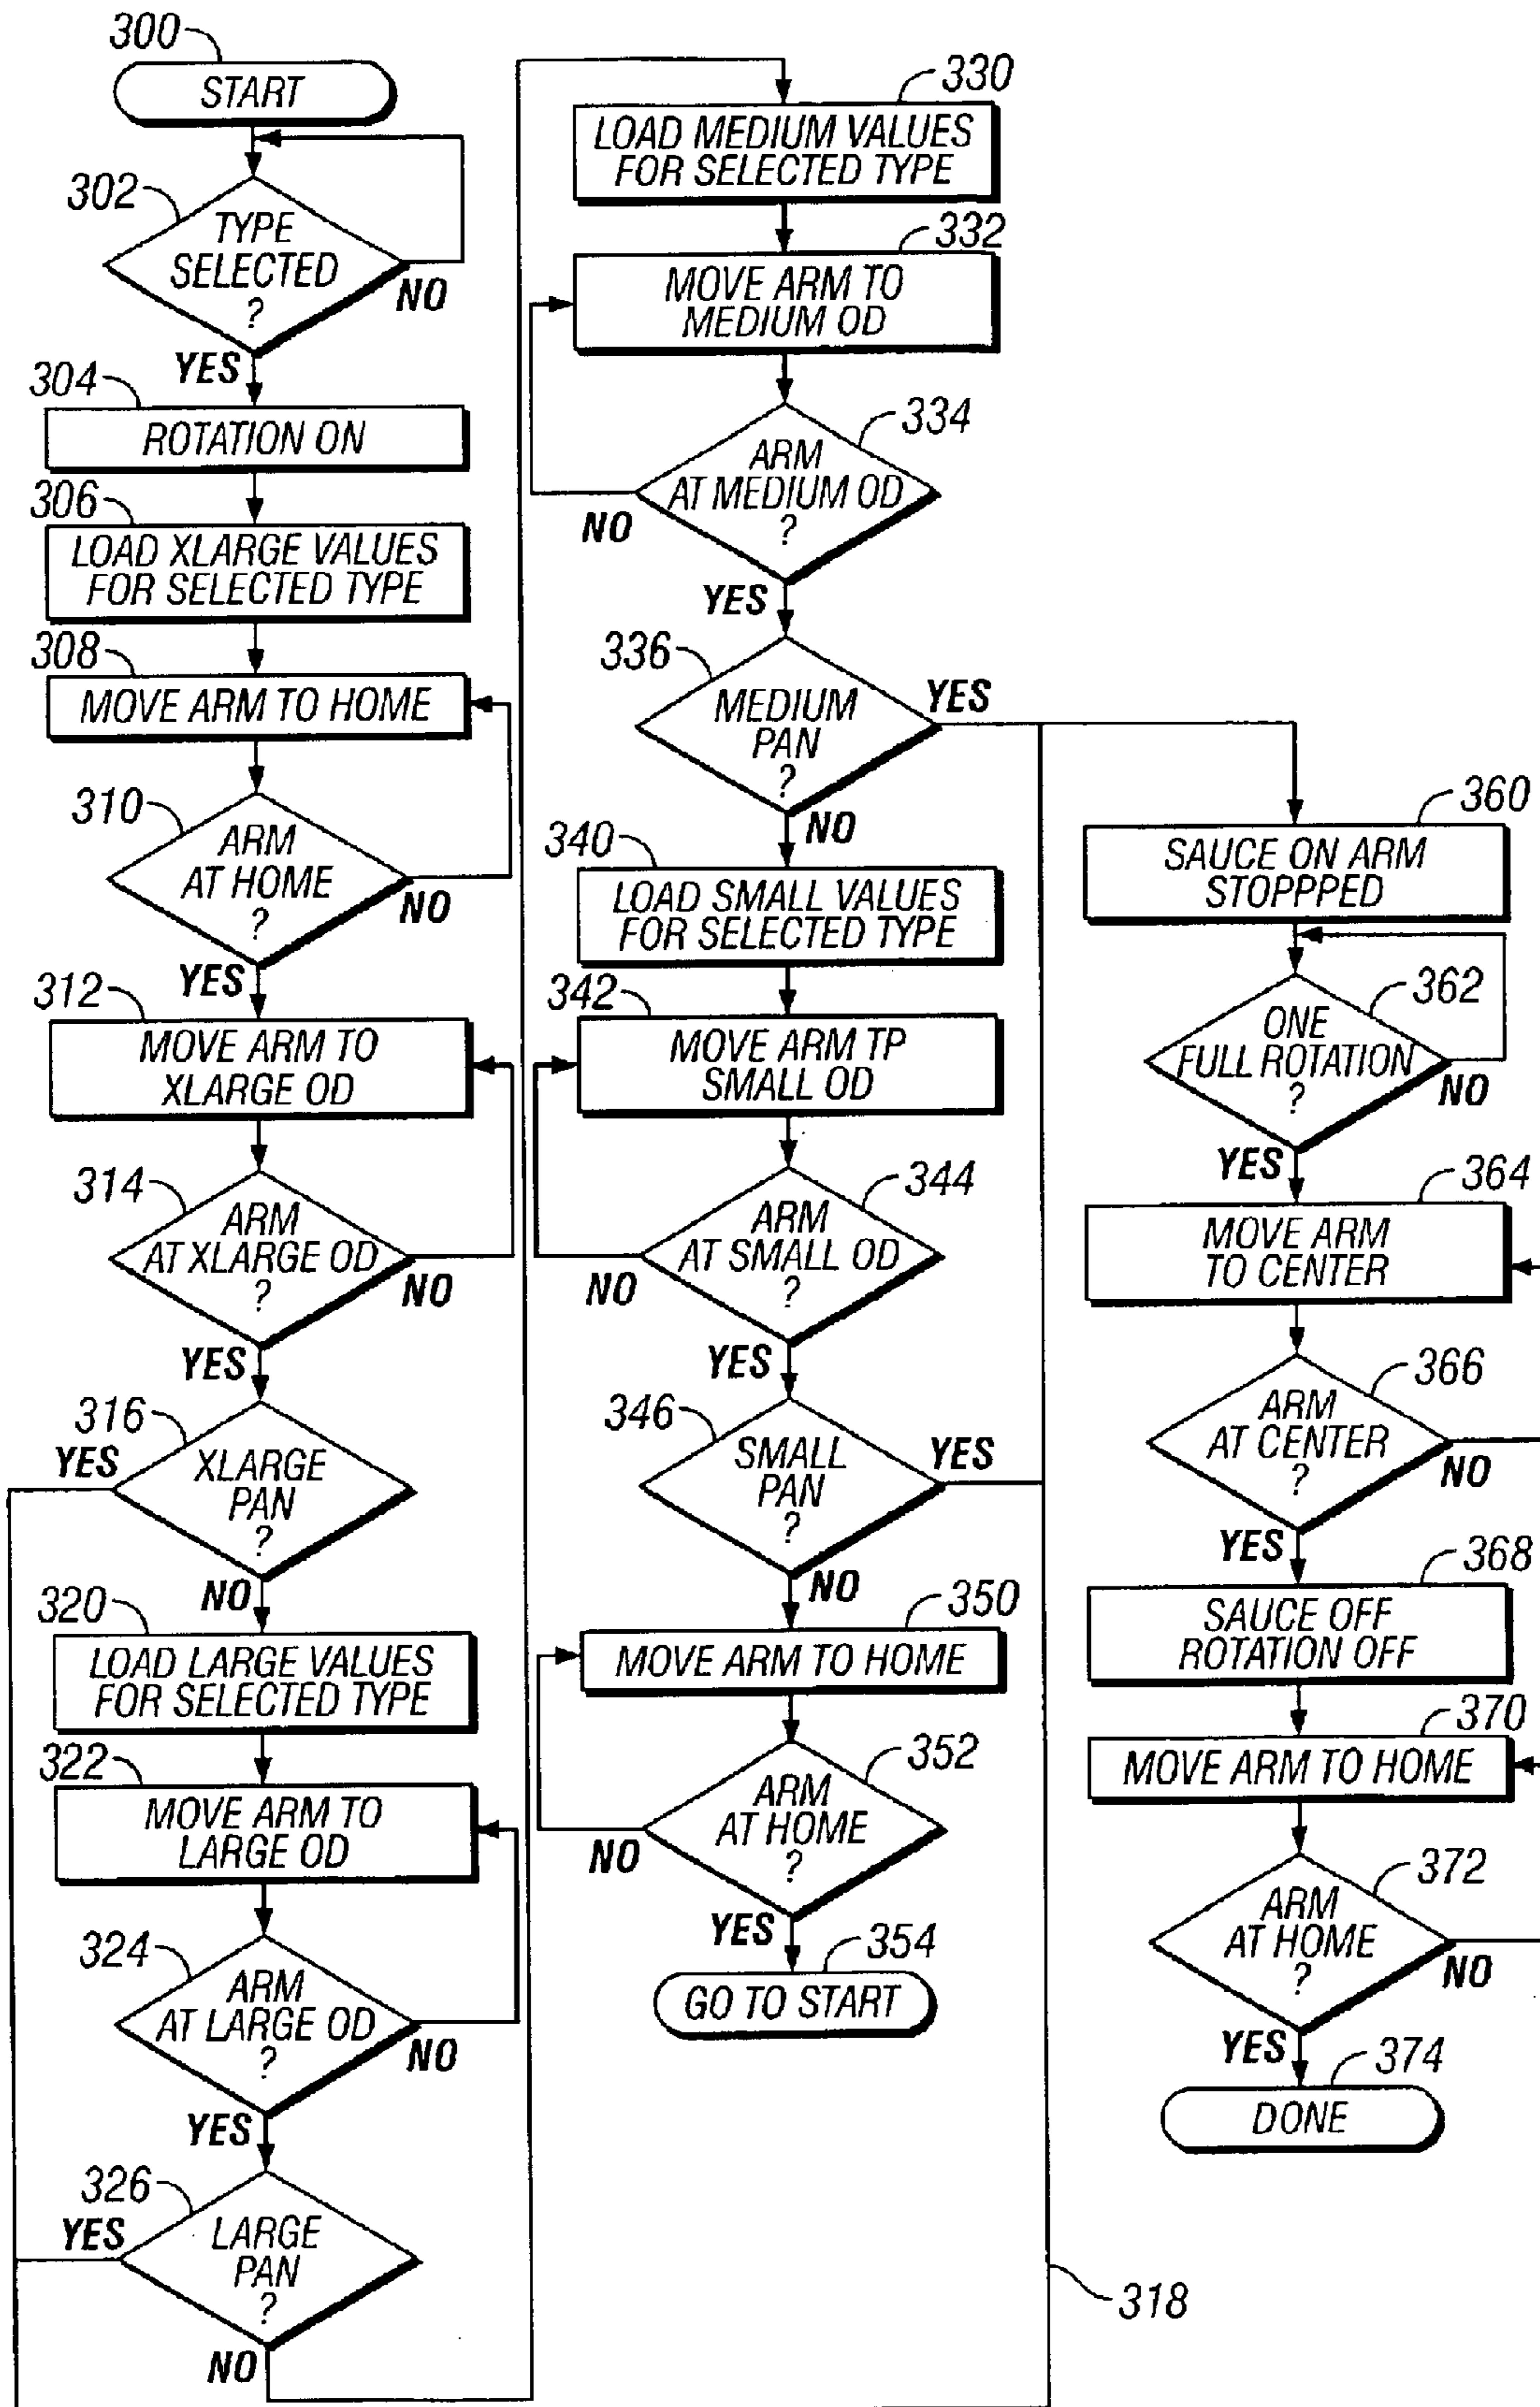 300
START
302
TYPE
SELECTED
?
NO
YES
304
ROTATION ON
306
LOAD XLARGE VALUES
FOR SELECTED TYPE
308
MOVE ARM TO HOME
310
ARM
AT HOME
?
NO
YES
312
MOVE ARM TO
XLARGE OD
314
ARM
AT XLARGE OD
?
NO
YES
316
YES
XLARGE
PAN
?
NO
320
LOAD LARGE VALUES
FOR SELECTED TYPE
322
MOVE ARM TO
LARGE OD
324
ARM
AT LARGE OD
?
NO
YES
326
YES
LARGE
PAN
?
NO
330
LOAD MEDIUM VALUES
FOR SELECTED TYPE
332
MOVE ARM TO
MEDIUM OD
334
ARM
AT MEDIUM OD
?
NO
YES
336
YES
MEDIUM
PAN
?
NO
340
LOAD SMALL VALUES
FOR SELECTED TYPE
342
MOVE ARM TP
SMALL OD
344
ARM
AT SMALL OD
?
NO
YES
346
YES
SMALL
PAN
?
NO
350
MOVE ARM TO HOME
352
ARM
AT HOME
?
NO
YES
354
GO TO START
360
SAUCE ON ARM
STOPPPED
362
ONE
FULL ROTATION
?
NO
YES
364
MOVE ARM
TO CENTER
366
ARM
AT CENTER
?
NO
YES
368
SAUCE OFF
ROTATION OFF
370
MOVE ARM TO HOME
372
ARM
AT HOME
?
NO
YES
374
DONE
318